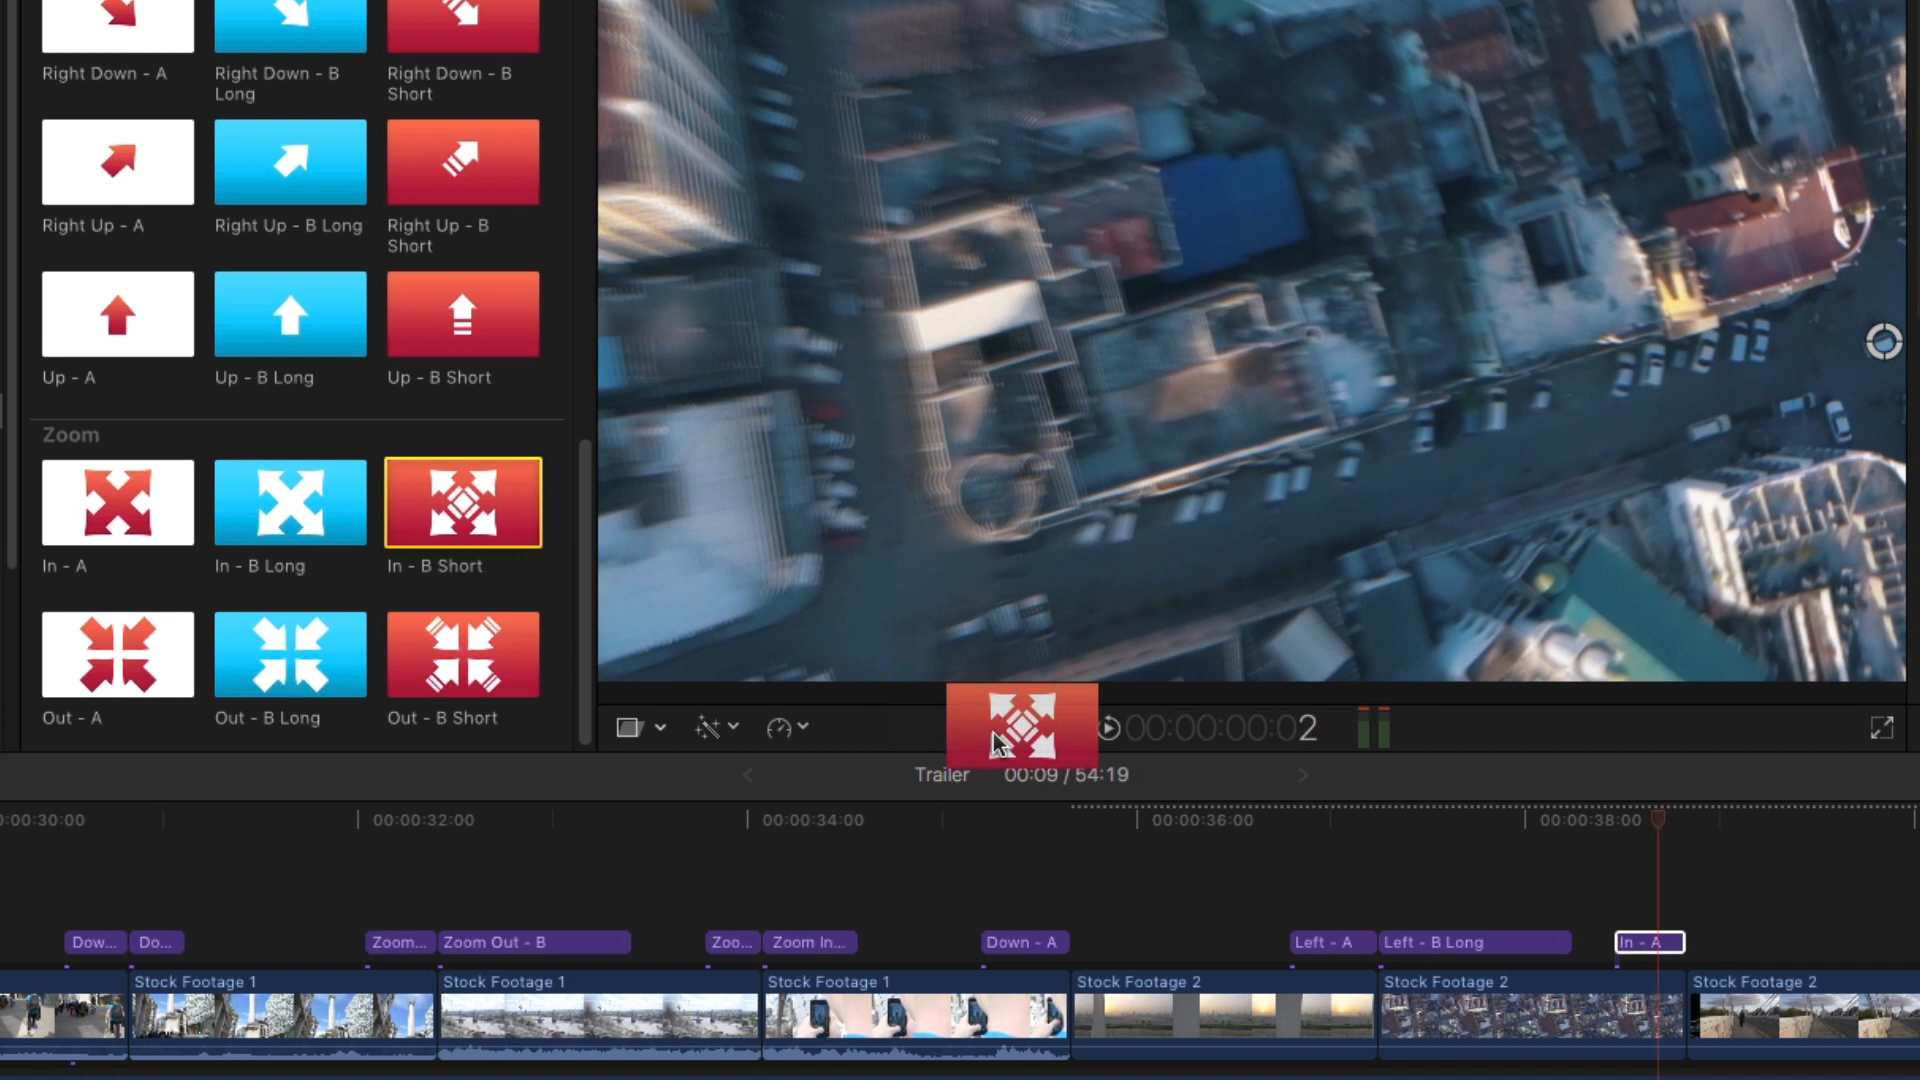 Right Down - A
Right Down - B
Long
Right Down - B
Short
Right Up - A
Right Up - B Long
Right Up - B
Short
Up - A
Up - B Long
Up - B Short
Zoom
In - A
In - B Long
In - B Short
Out - A
Out - B Long
Out - B Short
00:00:00:02
Trailer
00:09 / 54:19
0:00:30:00
00:00:32:00
00:00:34:00
00:00:36:00
00:00:38:00
Dow...
Do...
Zoom...
Zoom Out - B
Zoo...
Zoom In...
Down - A
Left - A
Left - B Long
In - A
Stock Footage 1
Stock Footage 1
Stock Footage 1
Stock Footage 2
Stock Footage 2
Stock Footage 2